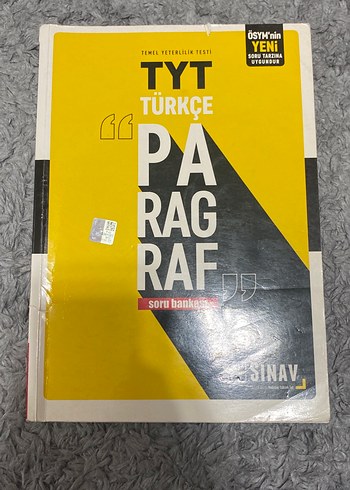 TEMEL YETERLİLİK TESTİ
ÖSYM'nin
YENİ
SORU TARZINA
UYGUNDUR
TYT
TÜRKÇE
“
PA
RAG
RAF
”
soru bankası
SINAV